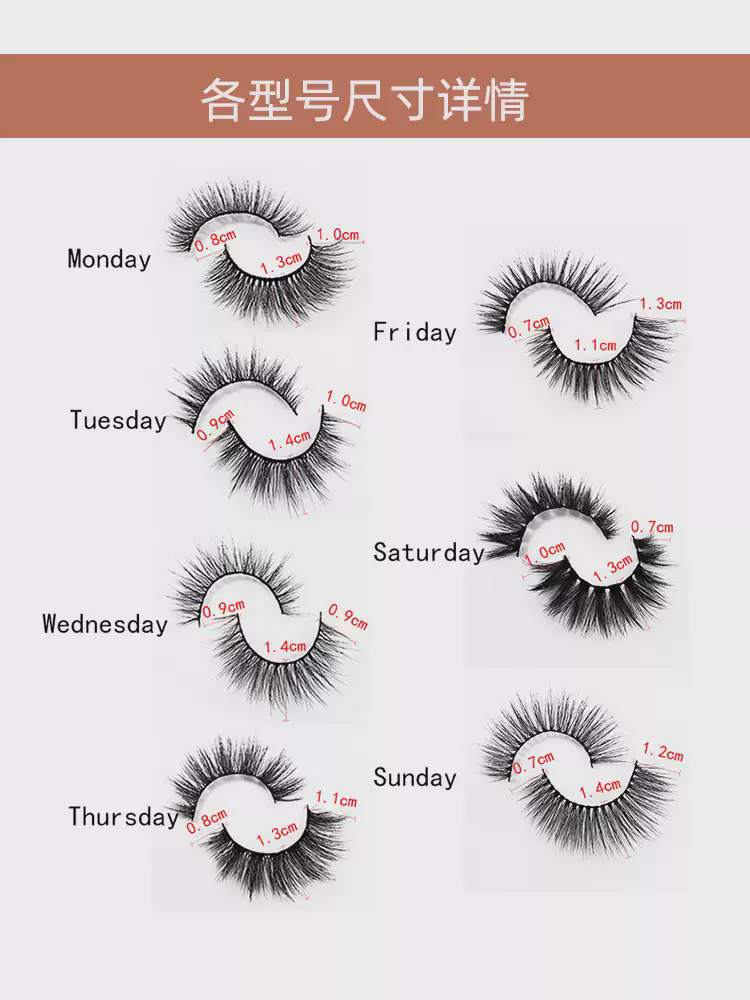 各型号尺寸详情
Monday
0.8cm
1.0cm
1.3cm
Tuesday
0.9cm
1.0cm
1.4cm
Wednesday
0.9cm
0.9cm
1.4cm
Thursday
0.8cm
1.1cm
1.3cm
Friday
0.7cm
1.3cm
1.1cm
Saturday
1.0cm
0.7cm
1.3cm
Sunday
0.7cm
1.2cm
1.4cm